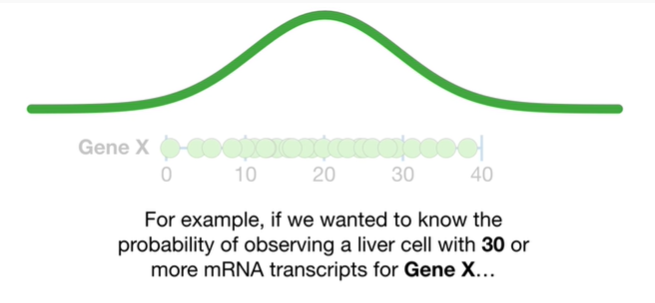 Gene X
0 10 20 30 40
For example, if we wanted to know the
probability of observing a liver cell with 30 or
more mRNA transcripts for Gene X...